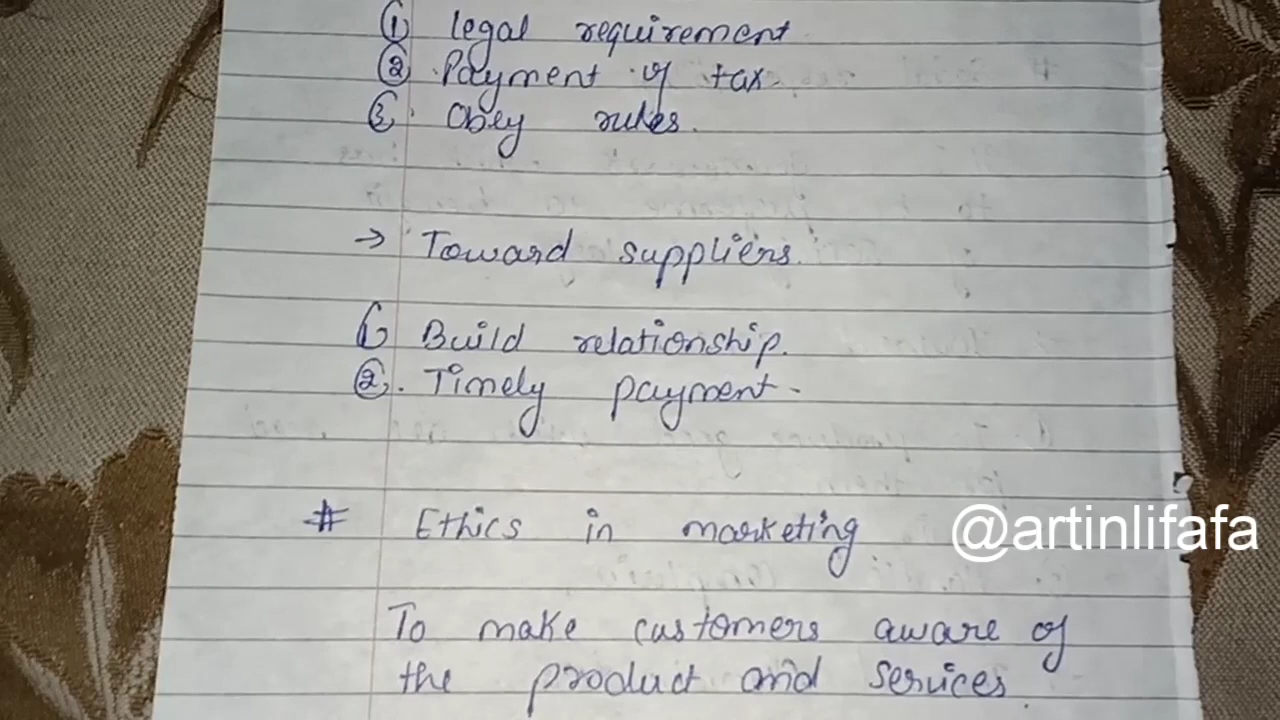 ① legal requirement
② Payment of tax
③ Obey rules.
→ Toward suppliers.
① Build relationship.
②. Timely payment.
# Ethics in marketing
@artinlifafa
To make customers aware of
the product and services